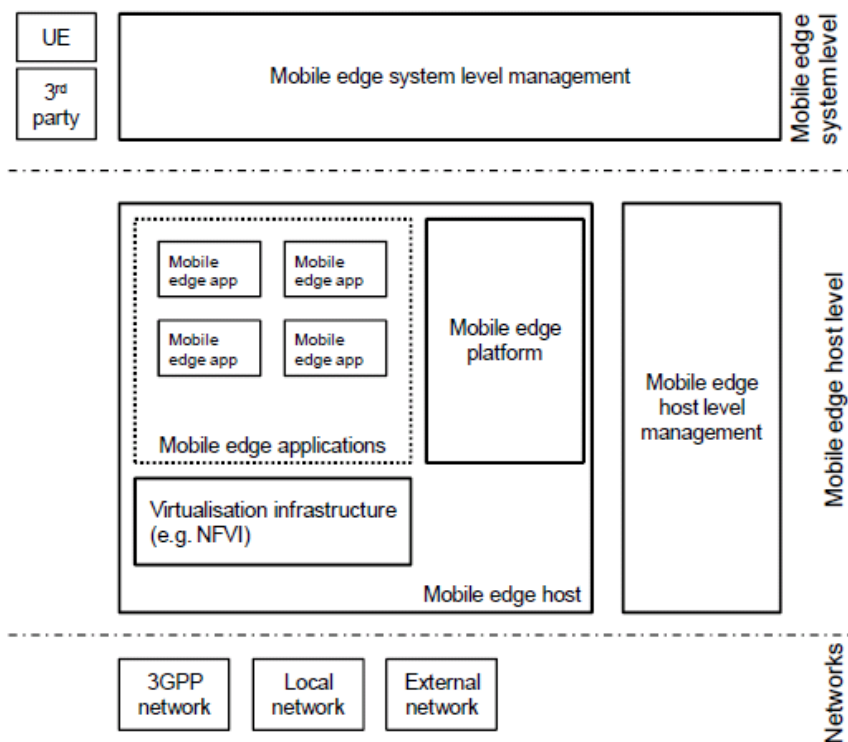 UE
3rd
party
Mobile edge system level management
Mobile edge
system level
Mobile
edge app
Mobile
edge app
Mobile
edge app
Mobile
edge app
Mobile edge applications
Mobile edge
platform
Virtualisation infrastructure
(e.g. NFVI)
Mobile edge host
Mobile edge
host level
management
Mobile edge host level
3GPP
network
Local
network
External
network
Networks